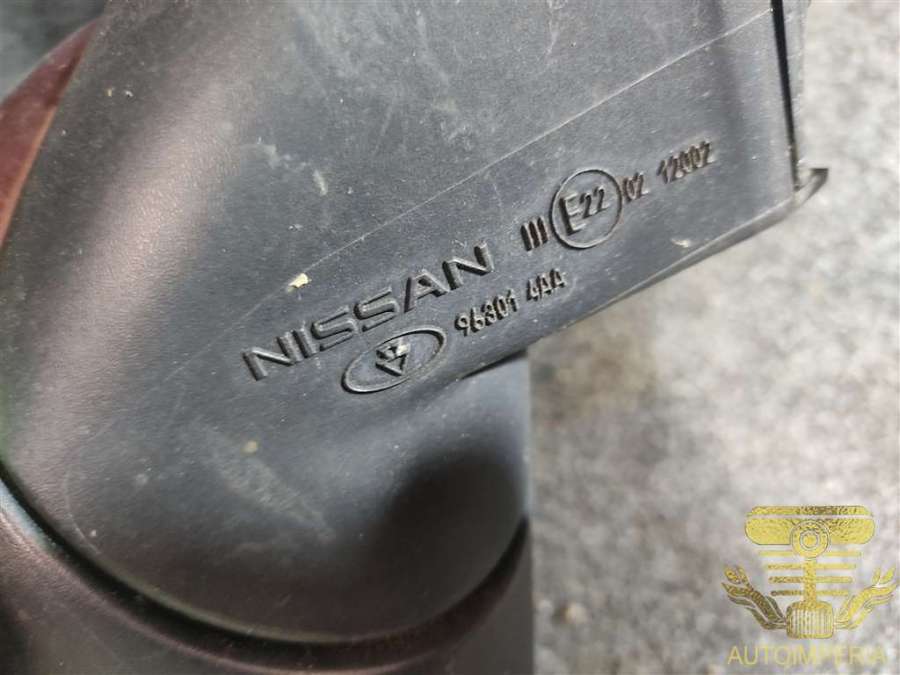 III E22 02 12002
NISSAN
96301 4AA
AUTOIMPERIA